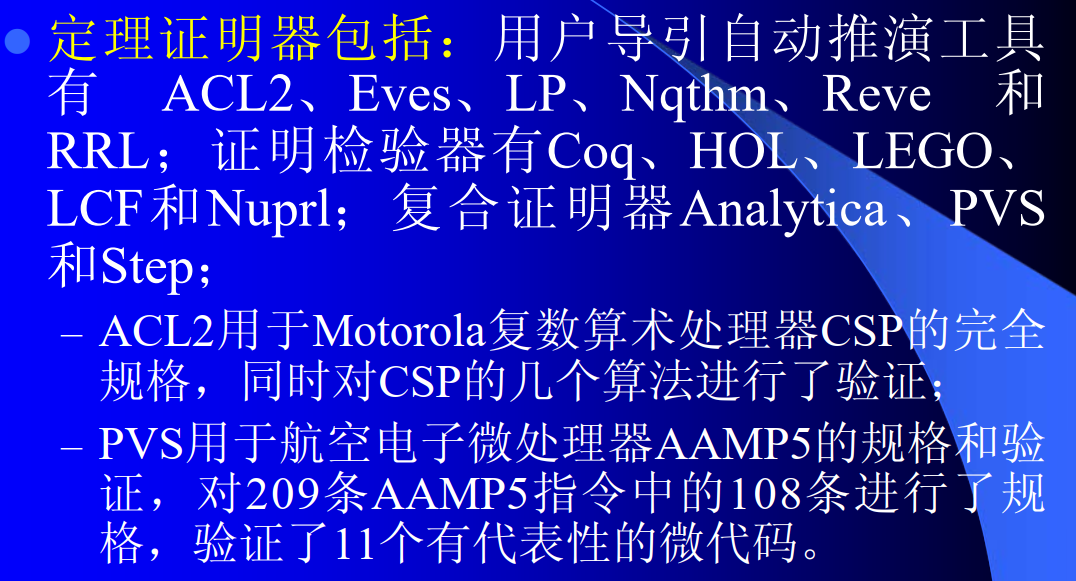 定理证明器包括：用户导引自动推演工具
有 ACL2、Eves、LP、Nqthm、Reve 和
RRL；证明检验器有Coq、HOL、LEGO、
LCF和Nuprl；复合证明器Analytica、PVS
和Step；
– ACL2用于Motorola复数算术处理器CSP的完全
规格，同时对CSP的几个算法进行了验证；
– PVS用于航空电子微处理器AAMP5的规格和验
证，对209条AAMP5指令中的108条进行了规
格，验证了11个有代表性的微代码。